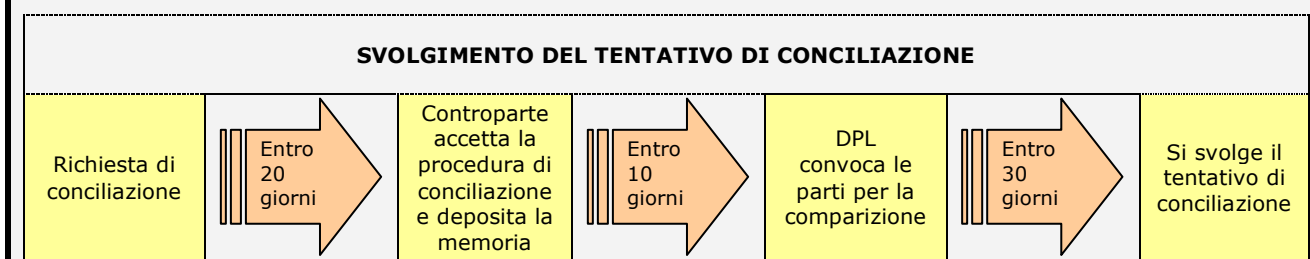 SVOLGIMENTO DEL TENTATIVO DI CONCILIAZIONE
Richiesta di
conciliazione
Entro
20
giorni
Controparte
accetta la
procedura di
conciliazione
e deposita la
memoria
Entro
10
giorni
DPL
convoca le
parti per la
comparizione
Entro
30
giorni
Si svolge il
tentativo di
conciliazione